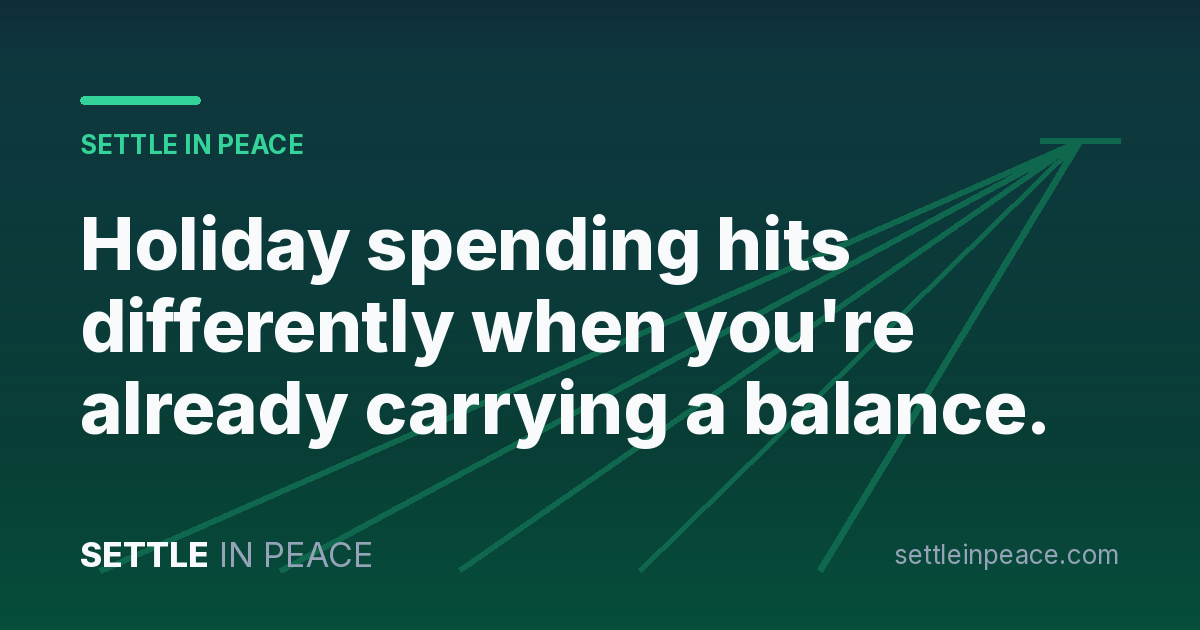 SETTLE IN PEACE
Holiday spending hits
differently when you're
already carrying a balance.
SETTLE IN PEACE
settleinpeace.com